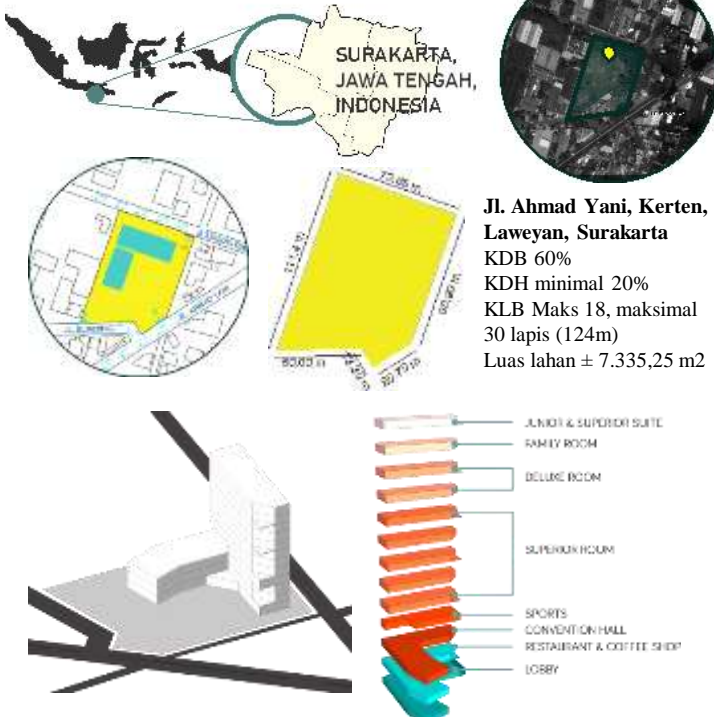 SURAKARTA,
JAWA TENGAH,
INDONESIA
Jl. Ahmad Yani, Kerten,
Laweyan, Surakarta
KDB 60%
KDH minimal 20%
KLB Maks 18, maksimal
30 lapis (124m)
Luas lahan ± 7.335,25 m2
JUNIOR & SUPERIOR SUITE
FAMILY ROOM
DELUXE ROOM
SUPERIOR ROOM
SPORTS
CONVENTION HALL
RESTAURANT & COFFEE SHOP
LOBBY